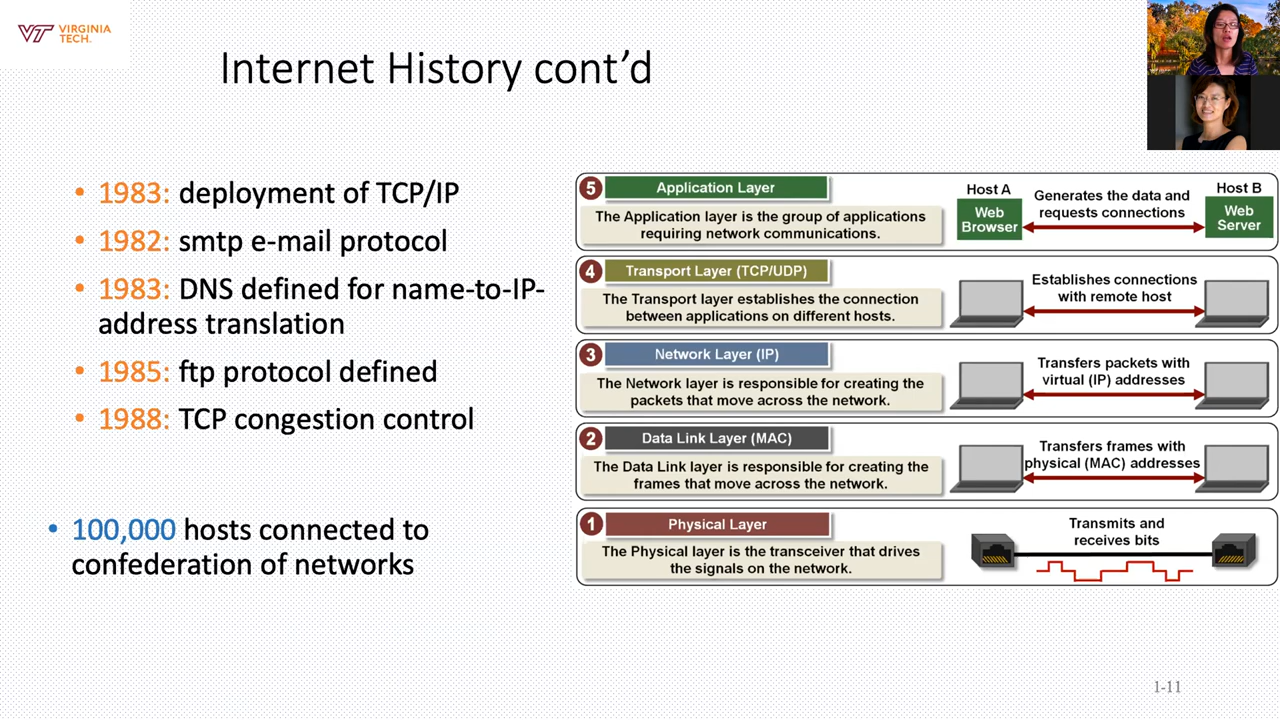 VT VIRGINIA
TECH.
Internet History cont’d
• 1983: deployment of TCP/IP
• 1982: smtp e-mail protocol
• 1983: DNS defined for name-to-IP-
address translation
• 1985: ftp protocol defined
• 1988: TCP congestion control
• 100,000 hosts connected to
confederation of networks
5 Application Layer
The Application layer is the group of applications
requiring network communications.
Host A
Web
Browser
Generates the data and
requests connections
Host B
Web
Server
4 Transport Layer (TCP/UDP)
The Transport layer establishes the connection
between applications on different hosts.
Establishes connections
with remote host
3 Network Layer (IP)
The Network layer is responsible for creating the
packets that move across the network.
Transfers packets with
virtual (IP) addresses
2 Data Link Layer (MAC)
The Data Link layer is responsible for creating the
frames that move across the network.
Transfers frames with
physical (MAC) addresses
1 Physical Layer
The Physical layer is the transceiver that drives
the signals on the network.
Transmits and
receives bits
1-11